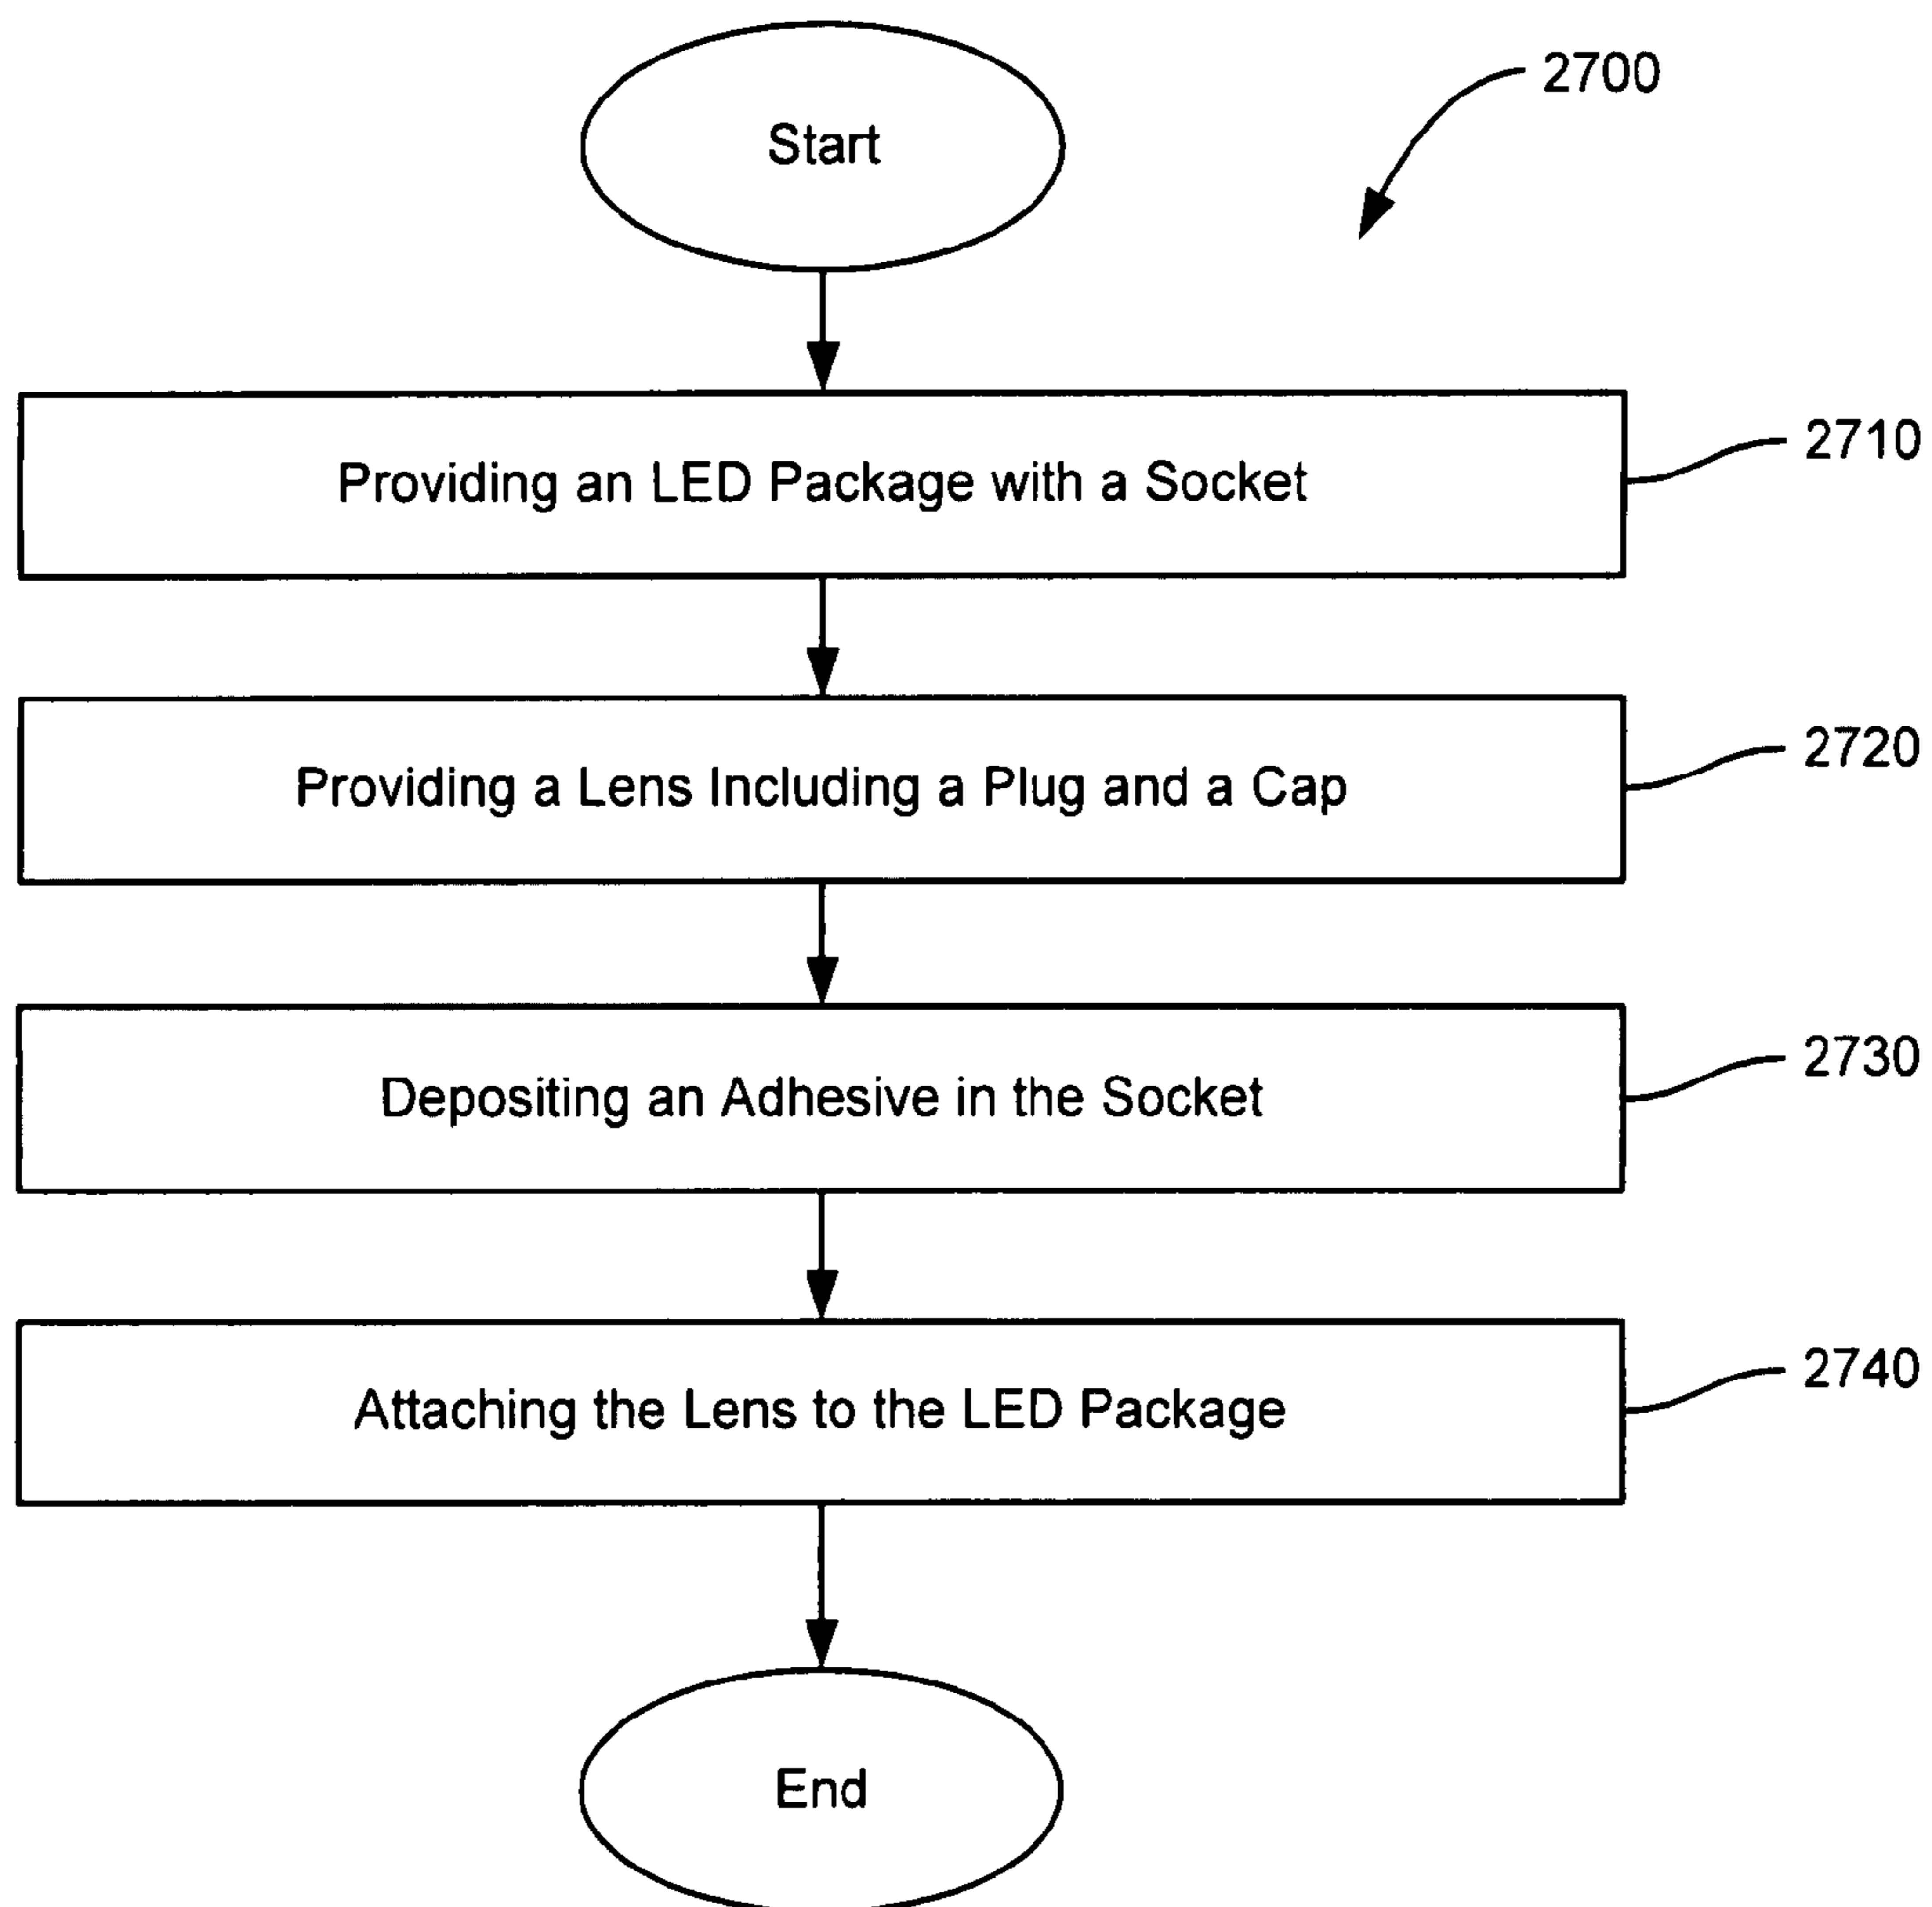 Start
2700
Providing an LED Package with a Socket
2710
Providing a Lens Including a Plug and a Cap
2720
Depositing an Adhesive in the Socket
2730
Attaching the Lens to the LED Package
2740
End